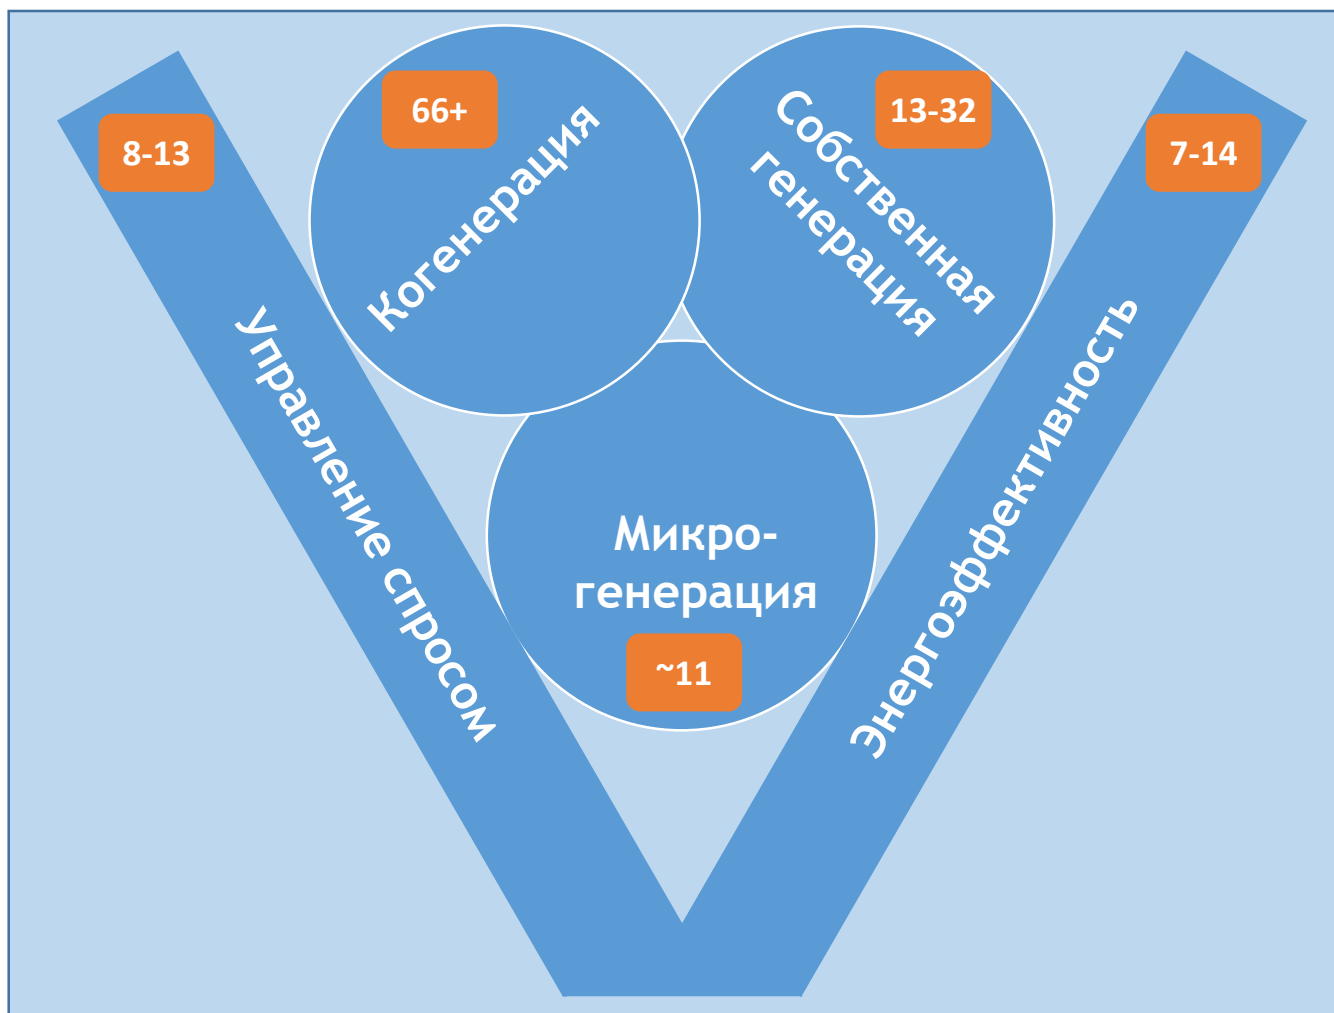 8-13
Управление спросом
66+
Когенерация
13-32
Собственная
генерация
7-14
Энергоэффективность
Микро-
генерация
~11